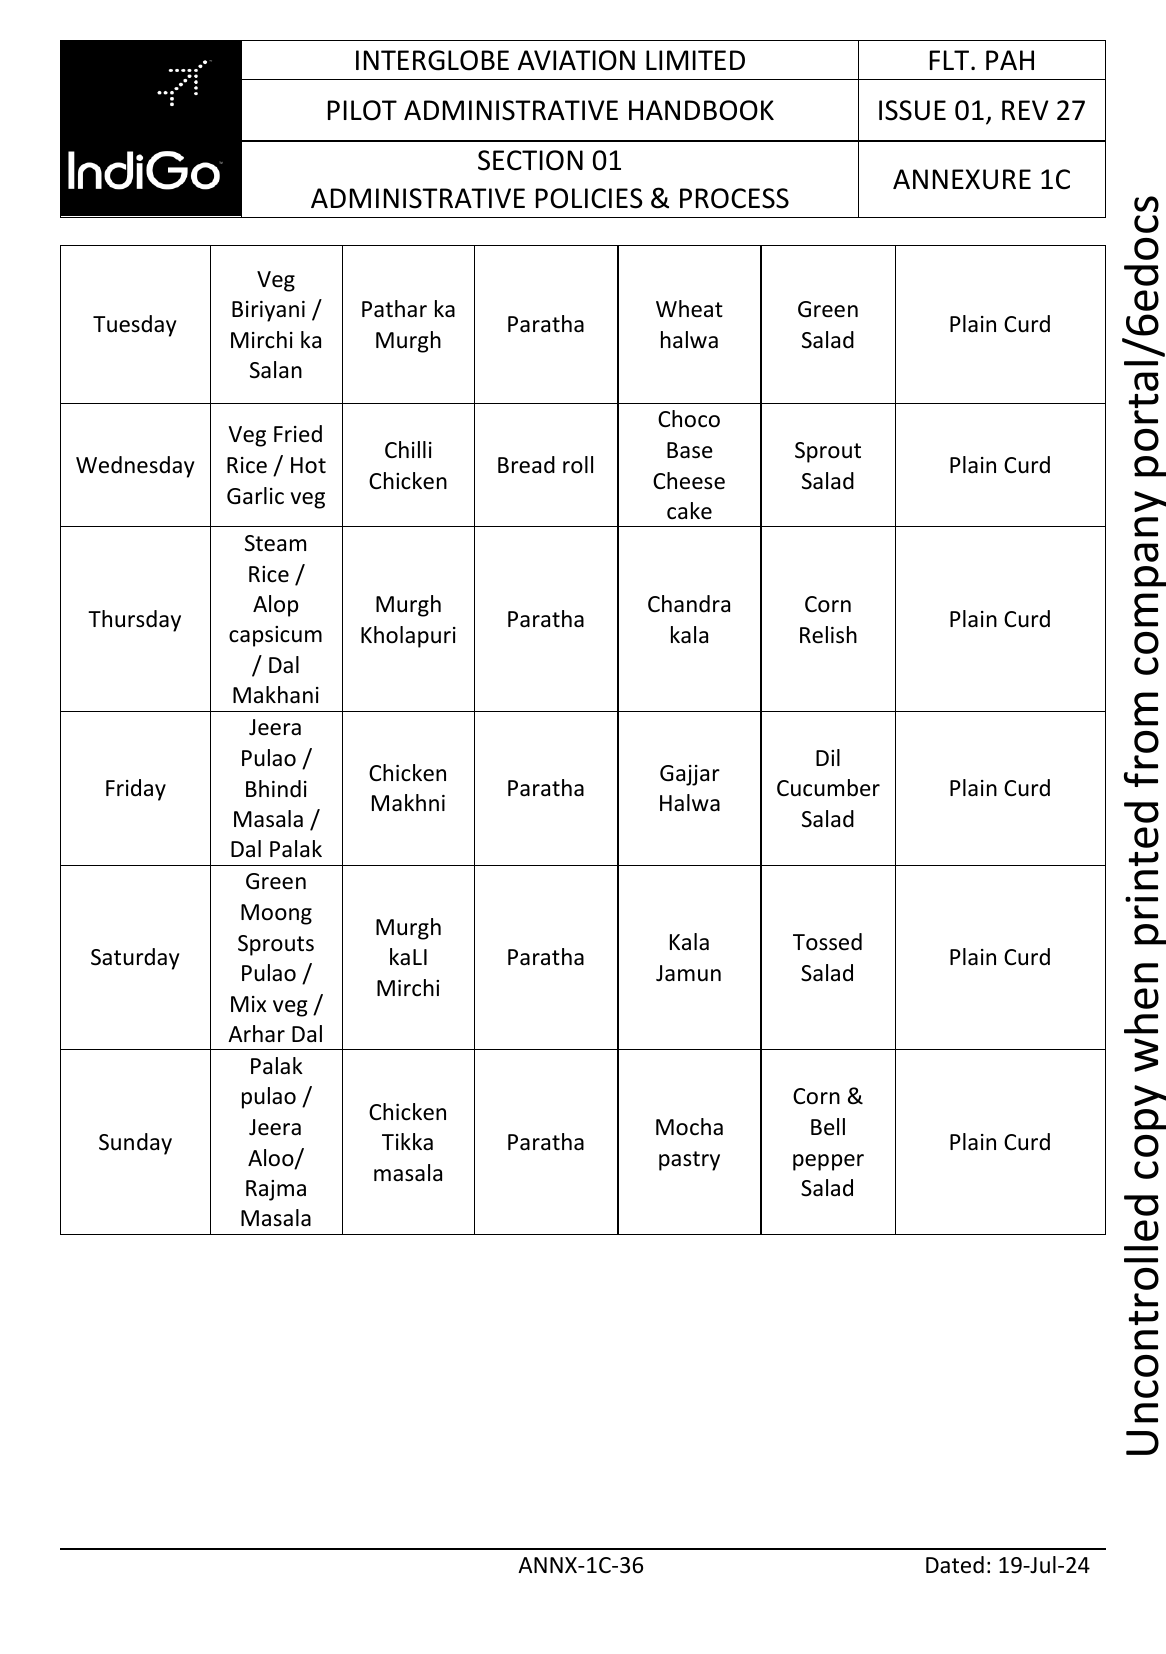 INTERGLOBE AVIATION LIMITED
FLT. PAH
PILOT ADMINISTRATIVE HANDBOOK
ISSUE 01, REV 27
SECTION 01
ADMINISTRATIVE POLICIES & PROCESS
ANNEXURE 1C
IndiGo
Tuesday
Veg
Biriyani /
Mirchi ka
Salan
Pathar ka
Murgh
Paratha
Wheat
halwa
Green
Salad
Plain Curd
Wednesday
Veg Fried
Rice / Hot
Garlic veg
Chilli
Chicken
Bread roll
Choco
Base
Cheese
cake
Sprout
Salad
Plain Curd
Thursday
Steam
Rice /
Alop
capsicum
/ Dal
Makhani
Murgh
Kholapuri
Paratha
Chandra
kala
Corn
Relish
Plain Curd
Friday
Jeera
Pulao /
Bhindi
Masala /
Dal Palak
Chicken
Makhni
Paratha
Gajjar
Halwa
Dil
Cucumber
Salad
Plain Curd
Saturday
Green
Moong
Sprouts
Pulao /
Mix veg /
Arhar Dal
Murgh
kaLI
Mirchi
Paratha
Kala
Jamun
Tossed
Salad
Plain Curd
Sunday
Palak
pulao /
Jeera
Aloo/
Rajma
Masala
Chicken
Tikka
masala
Paratha
Mocha
pastry
Corn &
Bell
pepper
Salad
Plain Curd
Uncontrolled copy when printed from company portal/6edocs
ANNX-1C-36
Dated: 19-Jul-24